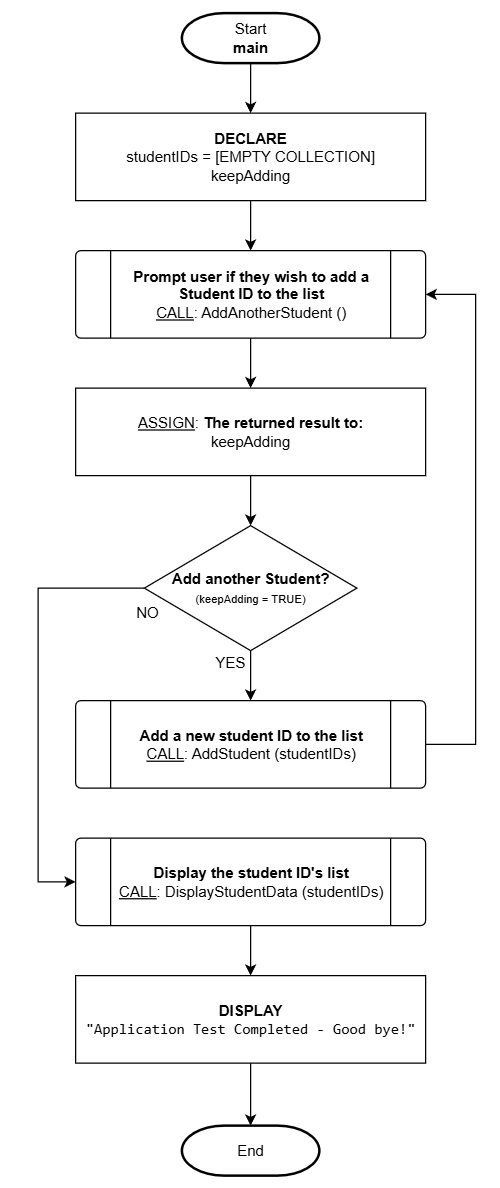 Start
main
DECLARE
studentIDs = [EMPTY COLLECTION]
keepAdding
Prompt user if they wish to add a
Student ID to the list
CALL: AddAnotherStudent ()
ASSIGN: The returned result to:
keepAdding
Add another Student?
(keepAdding = TRUE)
NO
YES
Add a new student ID to the list
CALL: AddStudent (studentIDs)
Display the student ID's list
CALL: DisplayStudentData (studentIDs)
DISPLAY
"Application Test Completed - Good bye!"
End